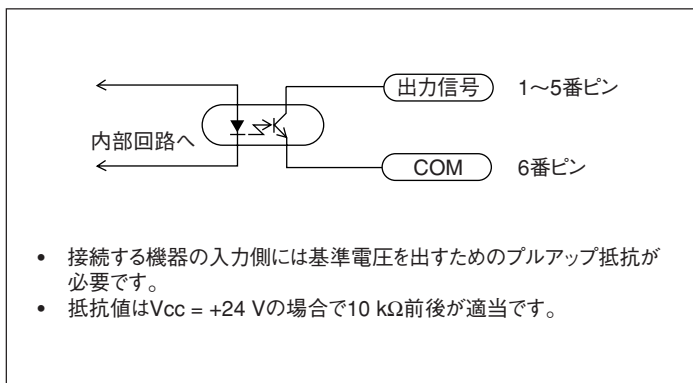 出力信号 1～5番ピン
内部回路へ
COM 6番ピン
• 接続する機器の入力側には基準電圧を出すためのプルアップ抵抗が
必要です。
• 抵抗値はVcc = +24 Vの場合で10 kΩ前後が適当です。